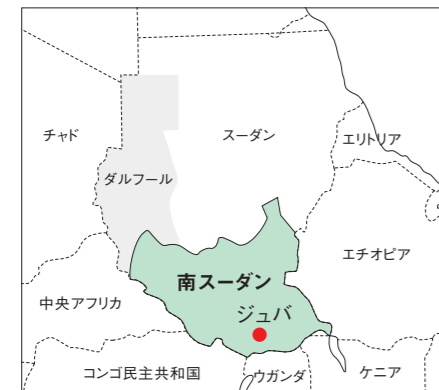 チャド
スーダン
エリトリア
ダルフール
エチオピア
南スーダン
中央アフリカ
ジュバ
コンゴ民主共和国
ウガンダ
ケニア